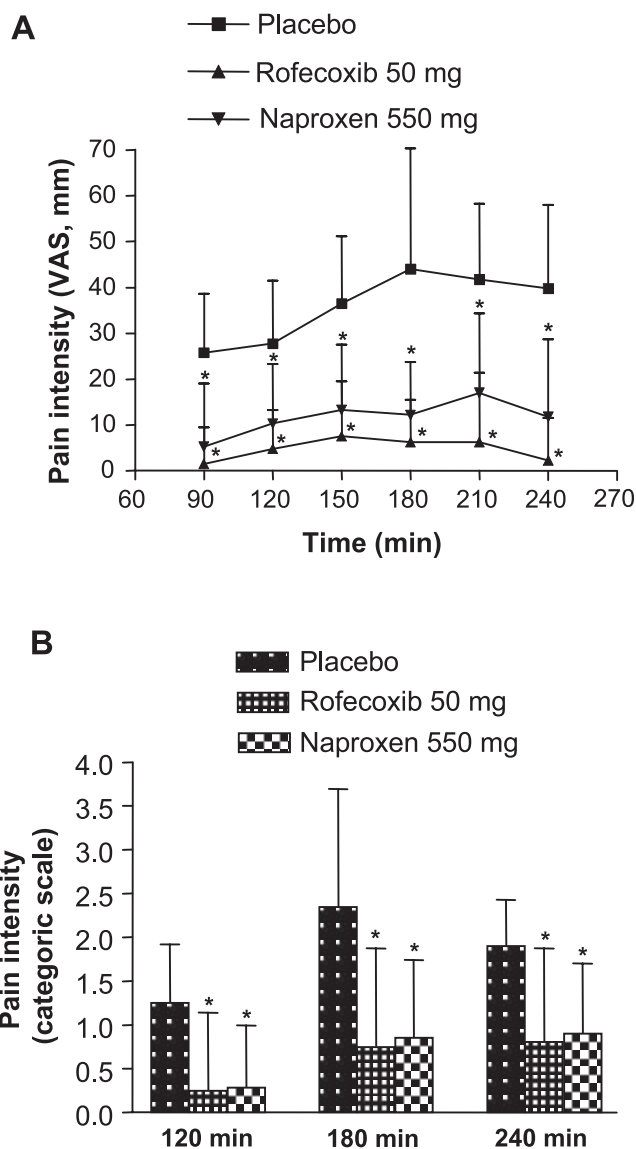 A
Placebo
Rofecoxib 50 mg
Naproxen 550 mg
Pain intensity (VAS, mm)
70
60
50
40
30
20
10
0
* * * * * *
* * * * * *
60 90 120 150 180 210 240 270
Time (min)
B
Placebo
Rofecoxib 50 mg
Naproxen 550 mg
Pain intensity
(categoric scale)
4.0
3.5
3.0
2.5
2.0
1.5
1.0
0.5
0.0
* * * * * *
120 min 180 min 240 min